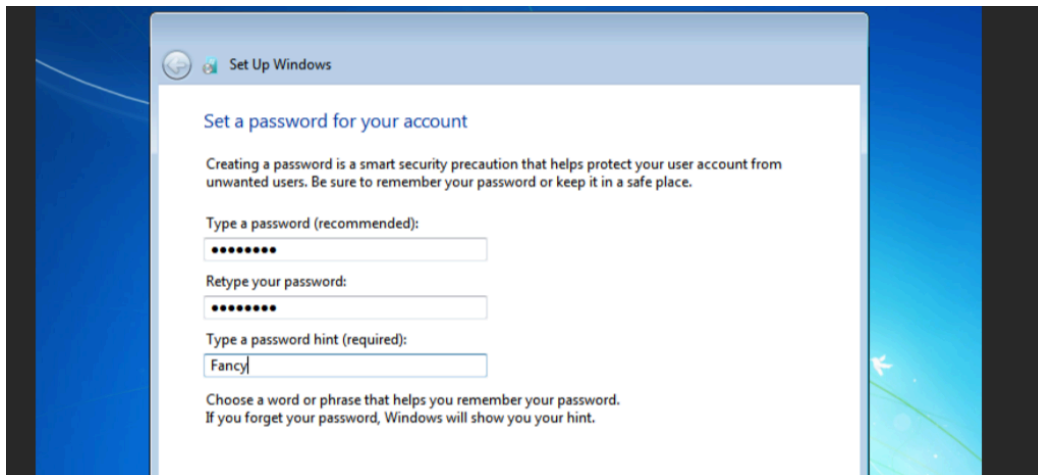 Set Up Windows
Set a password for your account
Creating a password is a smart security precaution that helps protect your user account from
unwanted users. Be sure to remember your password or keep it in a safe place.
Type a password (recommended):
••••••••
Retype your password:
••••••••
Type a password hint (required):
Fancy
Choose a word or phrase that helps you remember your password.
If you forget your password, Windows will show you your hint.